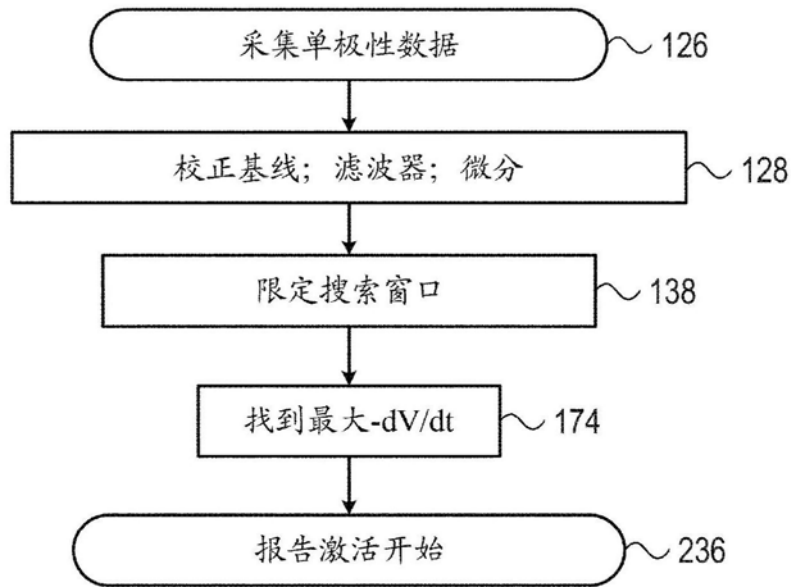 采集单极性数据 126
校正基线；滤波器；微分 128
限定搜索窗口 138
找到最大-dV/dt 174
报告激活开始 236